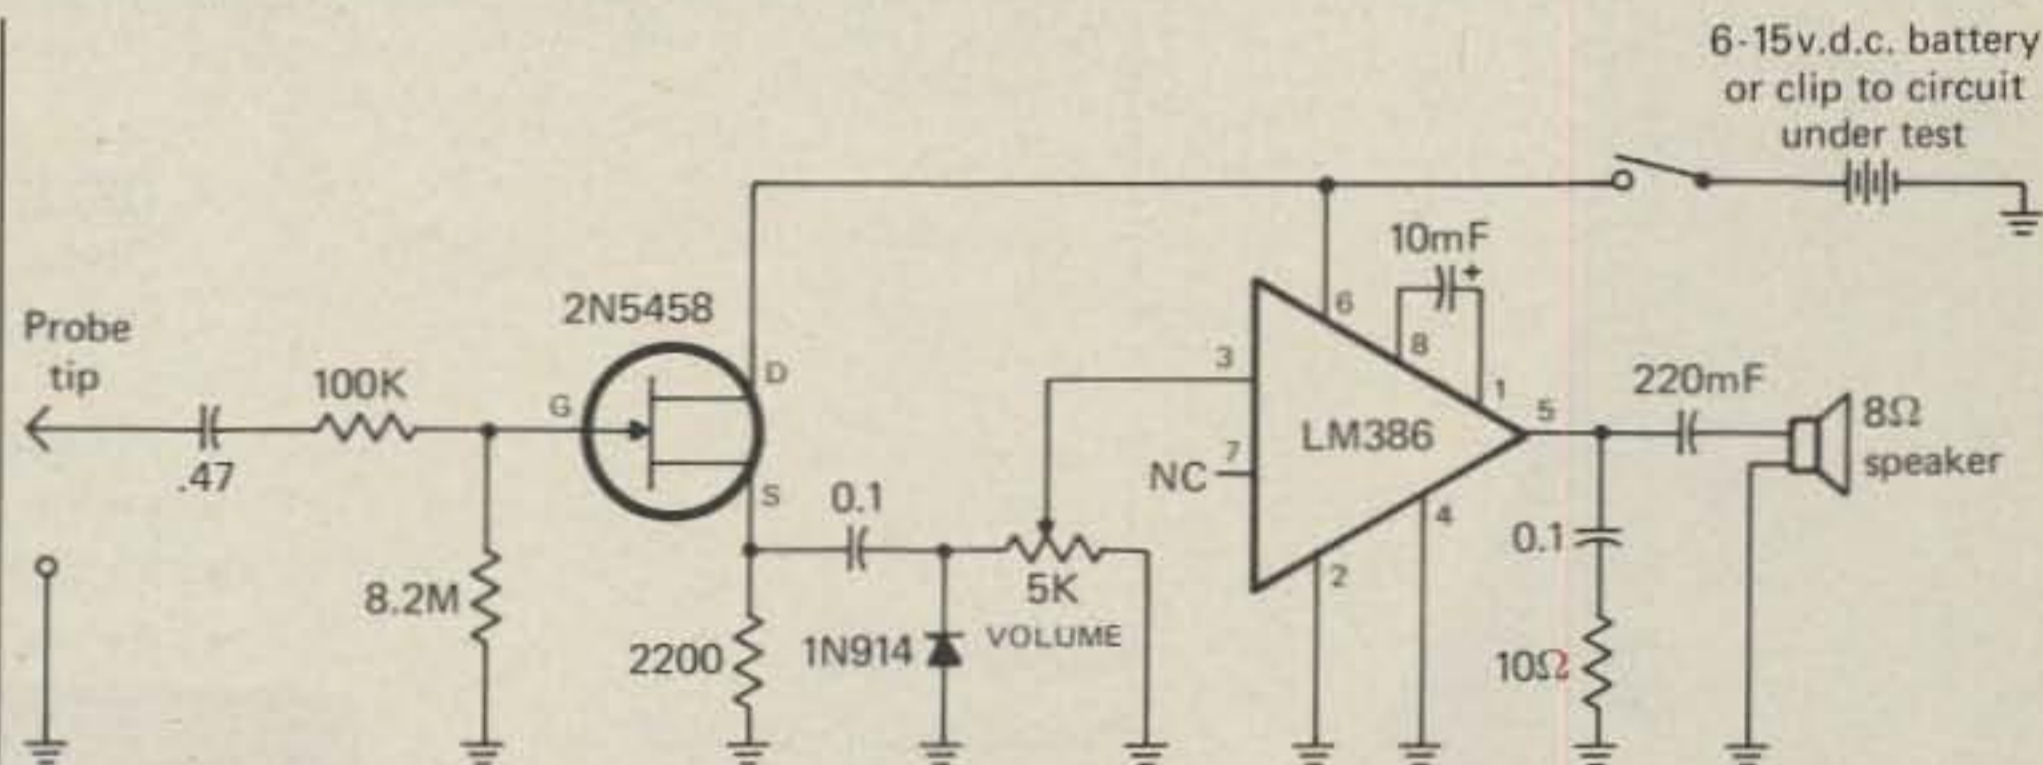 6-15v.d.c. battery
or clip to circuit
under test
10mF
+
2N5458
6
8
Probe
tip
100K
D
3
1
220mF
G
5
8Ω
LM386
speaker
.47
7
NC
S
0.1
4
0.1
2
5K
8.2M
VOLUME
2200
1N914
10Ω